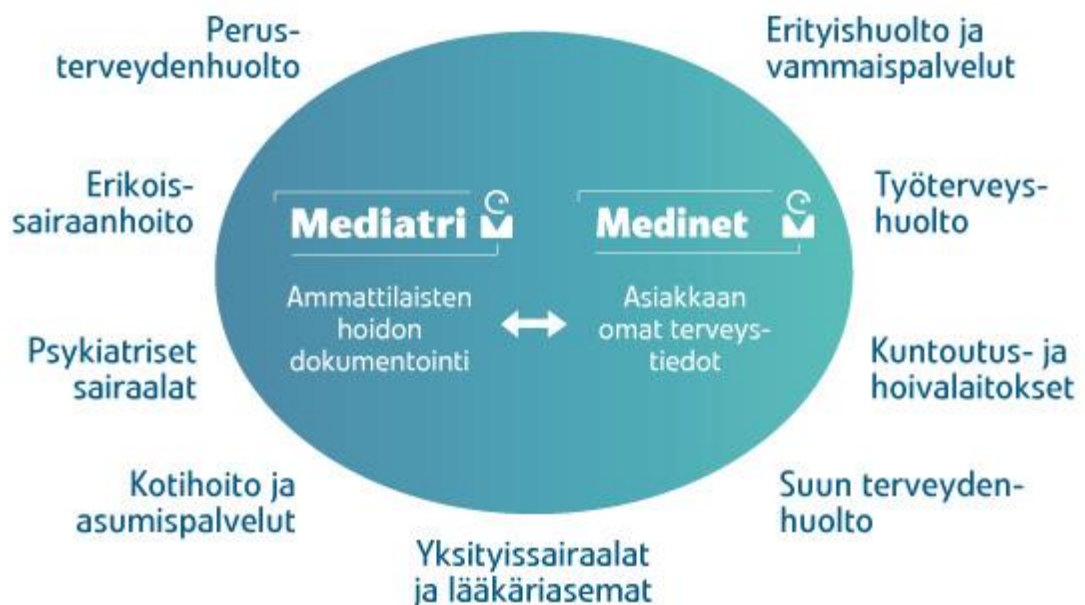 Perus-
terveydenhuolto
Erityishuolto ja
vammaispalvelut
Erikois-
sairaanhoito
Mediatri
Medinet
Työterveys-
huolto
Ammattilaisten
hoidon
dokumentointi
Asiakkaan
omat terveys-
tiedot
Psykiatriset
sairaalat
Kuntoutus- ja
hoivalaitokset
Kotihoito ja
asumispalvelut
Suun terveyden-
huolto
Yksityissairaalat
ja lääkäriasemat